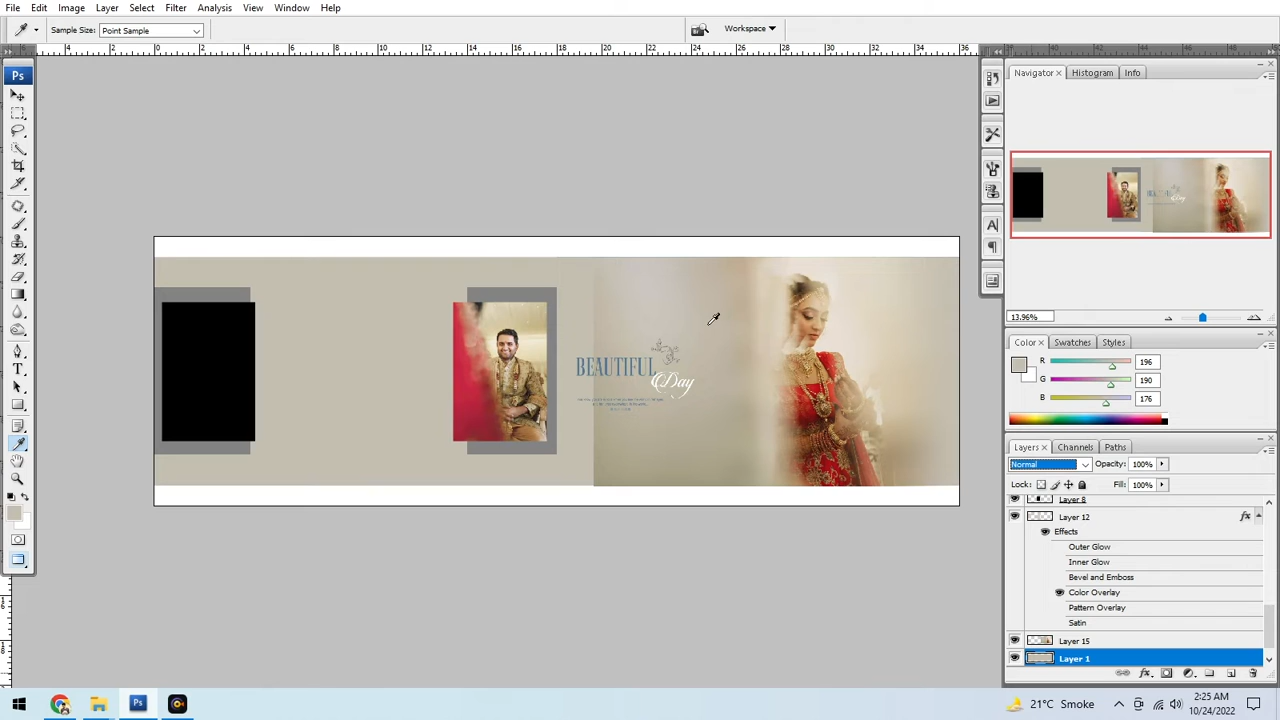 File Edit Image Layer Select Filter Analysis View Window Help
Sample Size: Point Sample Workspace
Navigator Histogram Info
13.96%
Color Swatches Styles
R 196
G 190
B 176
Layers Channels Paths
Normal Opacity: 100%
Lock: Fill: 100%
Layer 8
Layer 12 fx
Effects
Outer Glow
Inner Glow
Bevel and Emboss
Color Overlay
Pattern Overlay
Satin
Layer 15
Layer 1
BEAUTIFUL
Day
Ps
T
21°C Smoke
2:25 AM
10/24/2022